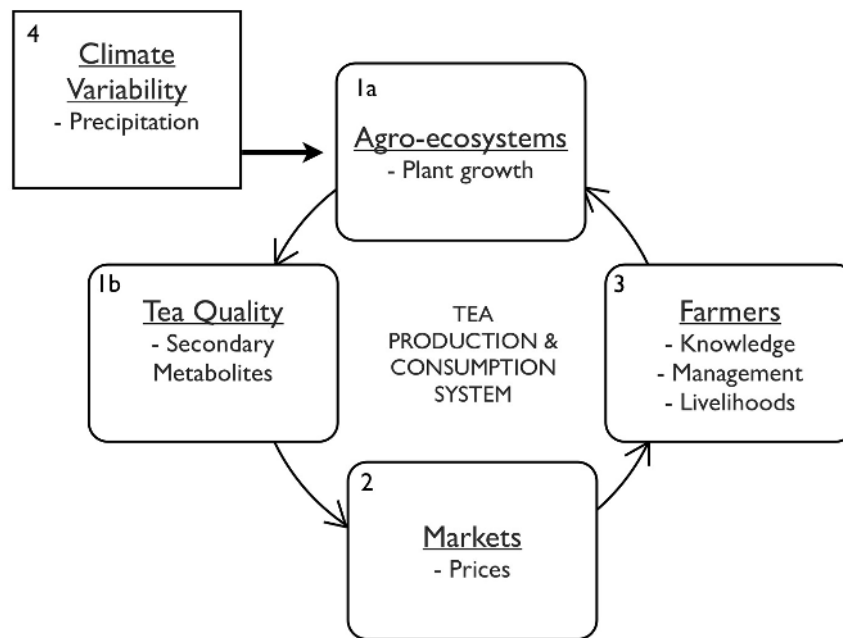 4
Climate
Variability
- Precipitation
1a
Agro-ecosystems
- Plant growth
1b
Tea Quality
- Secondary
Metabolites
TEA
PRODUCTION &
CONSUMPTION
SYSTEM
3
Farmers
- Knowledge
- Management
- Livelihoods
2
Markets
- Prices